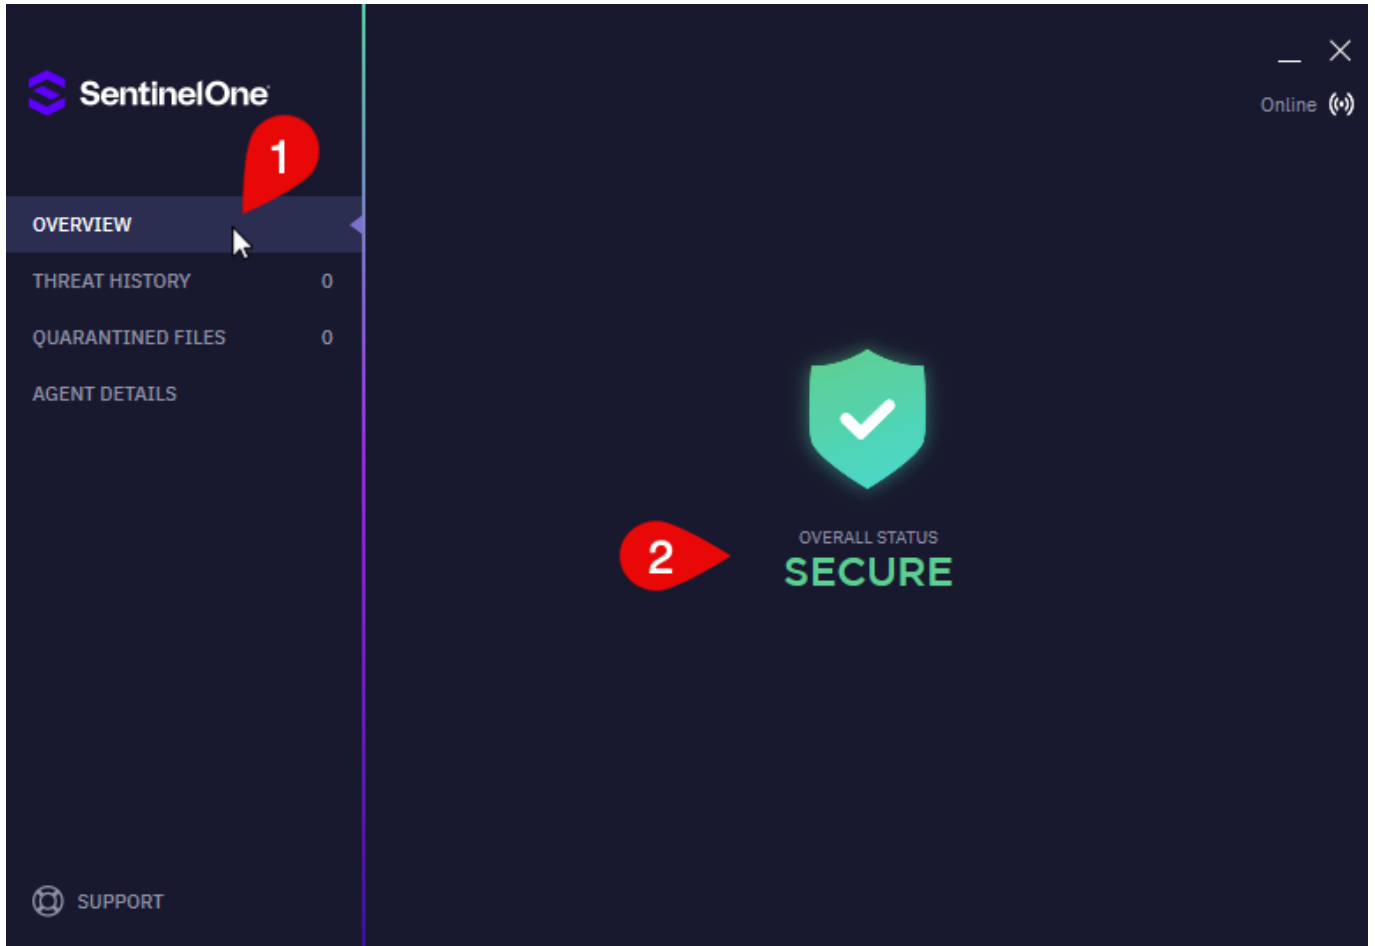 SentinelOne
Online
1
OVERVIEW
THREAT HISTORY 0
QUARANTINED FILES 0
AGENT DETAILS
2
OVERALL STATUS
SECURE
SUPPORT